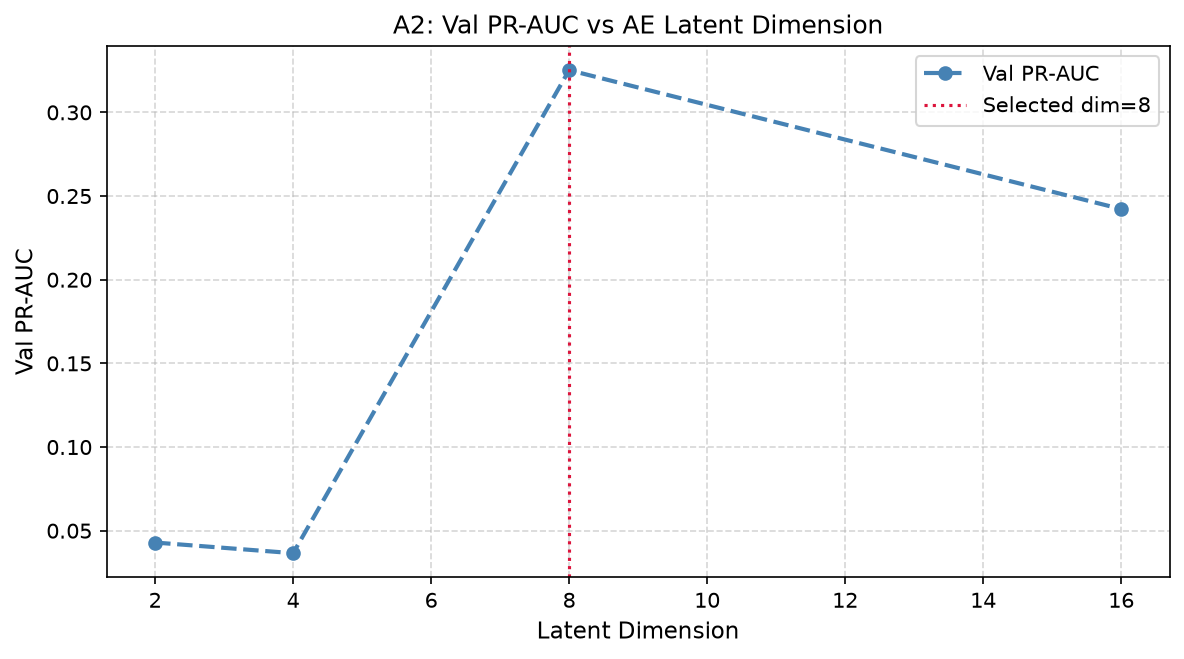 A2: Val PR-AUC vs AE Latent Dimension
Val PR-AUC
Selected dim=8
Val PR-AUC
0.30
0.25
0.20
0.15
0.10
0.05
2 4 6 8 10 12 14 16
Latent Dimension